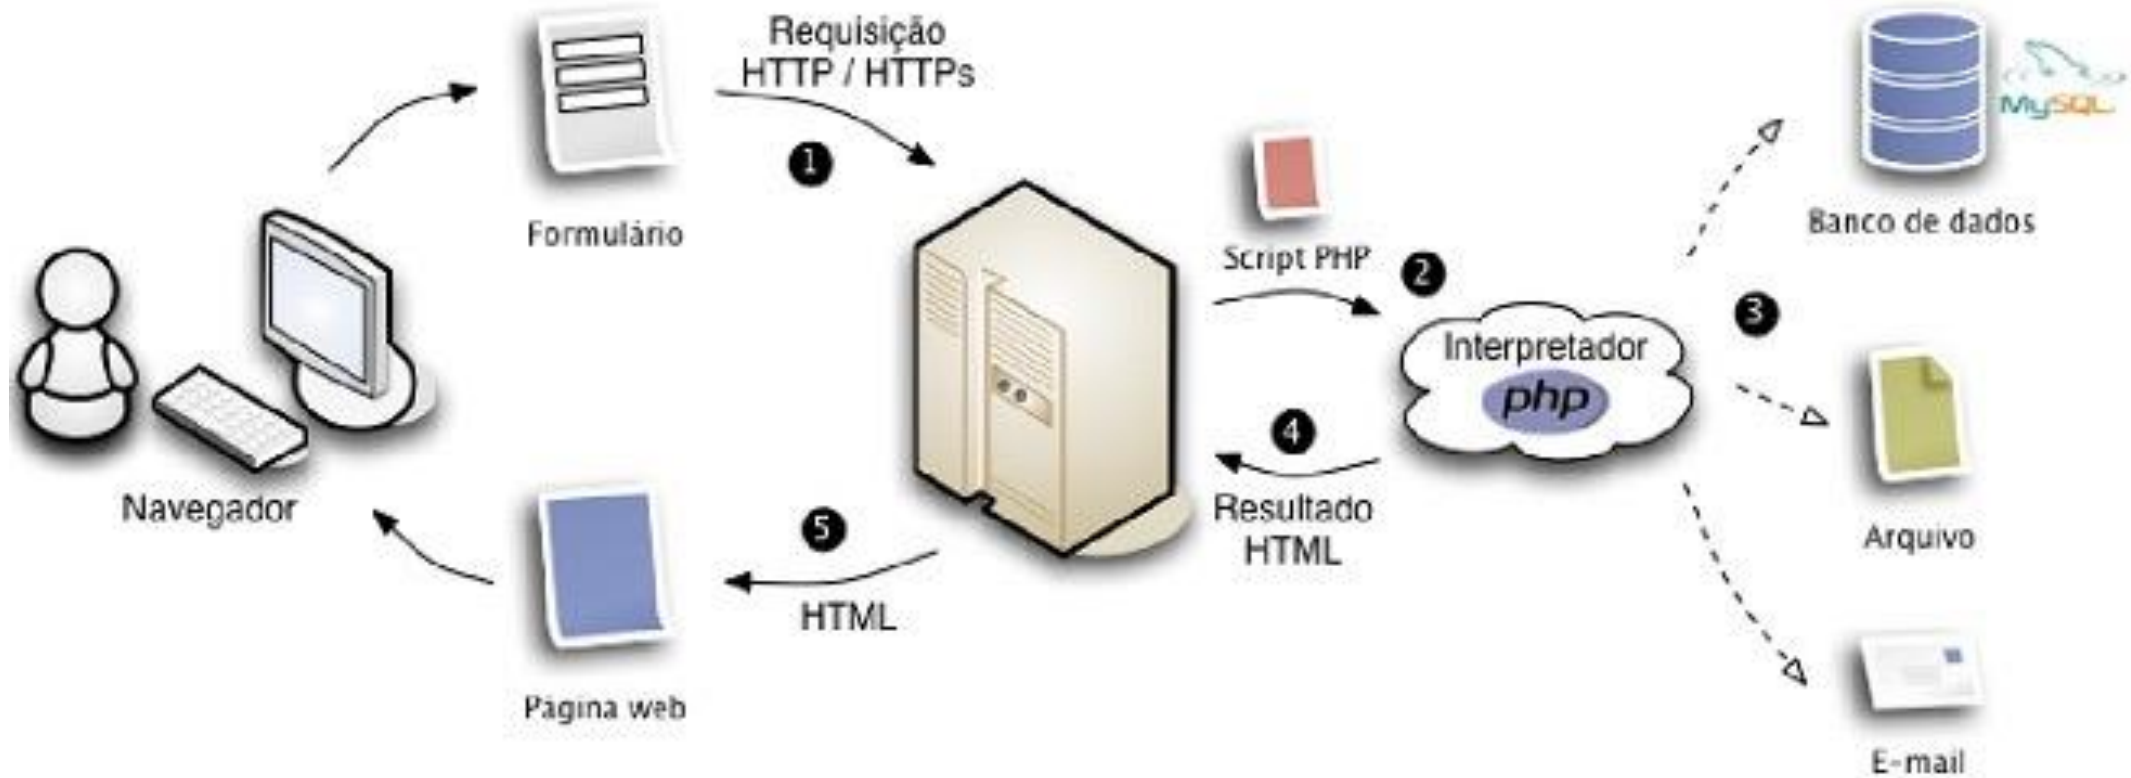 Requisição
HTTP / HTTPs
1
Formulário
Script PHP
2
MySQL
Banco de dados
3
Interpretador
php
Navegador
4
Resultado
HTML
Arquivo
5
HTML
Página web
E-mail